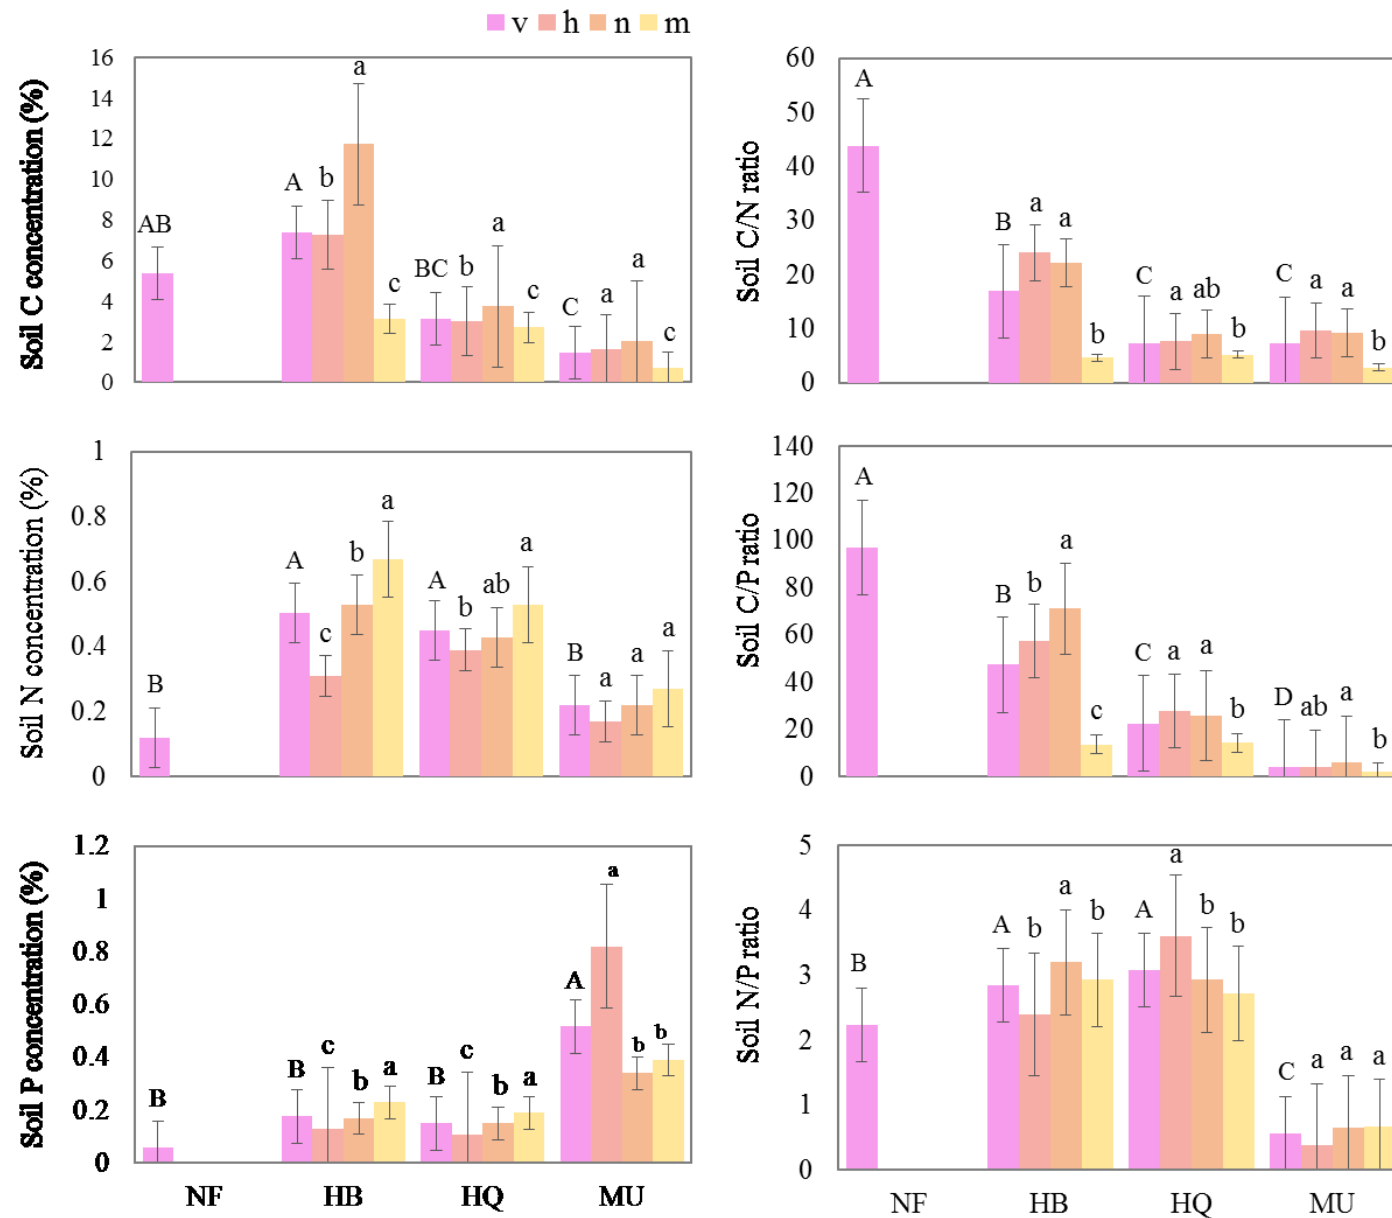 v h n m
Soil C concentration (%)
16
14
12
10
8
6
4
2
0
AB
A b a c
BC b a c
C a a c
Soil C/N ratio
60
50
40
30
20
10
0
A
B a a b
C a ab b
C a a b
Soil N concentration (%)
1
0.8
0.6
0.4
0.2
0
B
A c b a
A b ab a
B a a a
Soil C/P ratio
140
120
100
80
60
40
20
0
A
B b a c
C a a b
D ab a b
Soil P concentration (%)
1.2
1
0.8
0.6
0.4
0.2
0
B
B c b a
B c b a
A a b b
NF HB HQ MU
Soil N/P ratio
5
4
3
2
1
0
B
A b a b
A a b b
C a a a
NF HB HQ MU